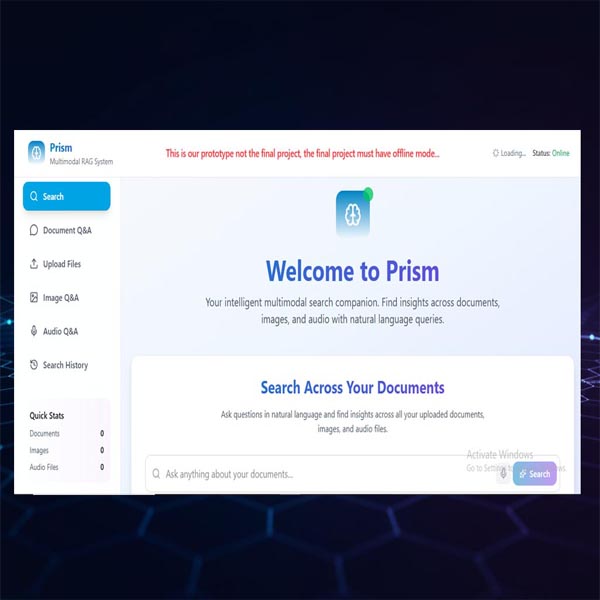 Prism
Multimodal RAG System
This is our prototype not the final project, the final project must have offline mode...
Loading...
Status: Online
Search
Document Q&A
Upload Files
Image Q&A
Audio Q&A
Search History
Quick Stats
Documents 0
Images 0
Audio Files 0
Welcome to Prism
Your intelligent multimodal search companion. Find insights across documents,
images, and audio with natural language queries.
Search Across Your Documents
Ask questions in natural language and find insights across all your uploaded documents,
images, and audio files.
Ask anything about your documents...
Search
Activate Windows
Go to